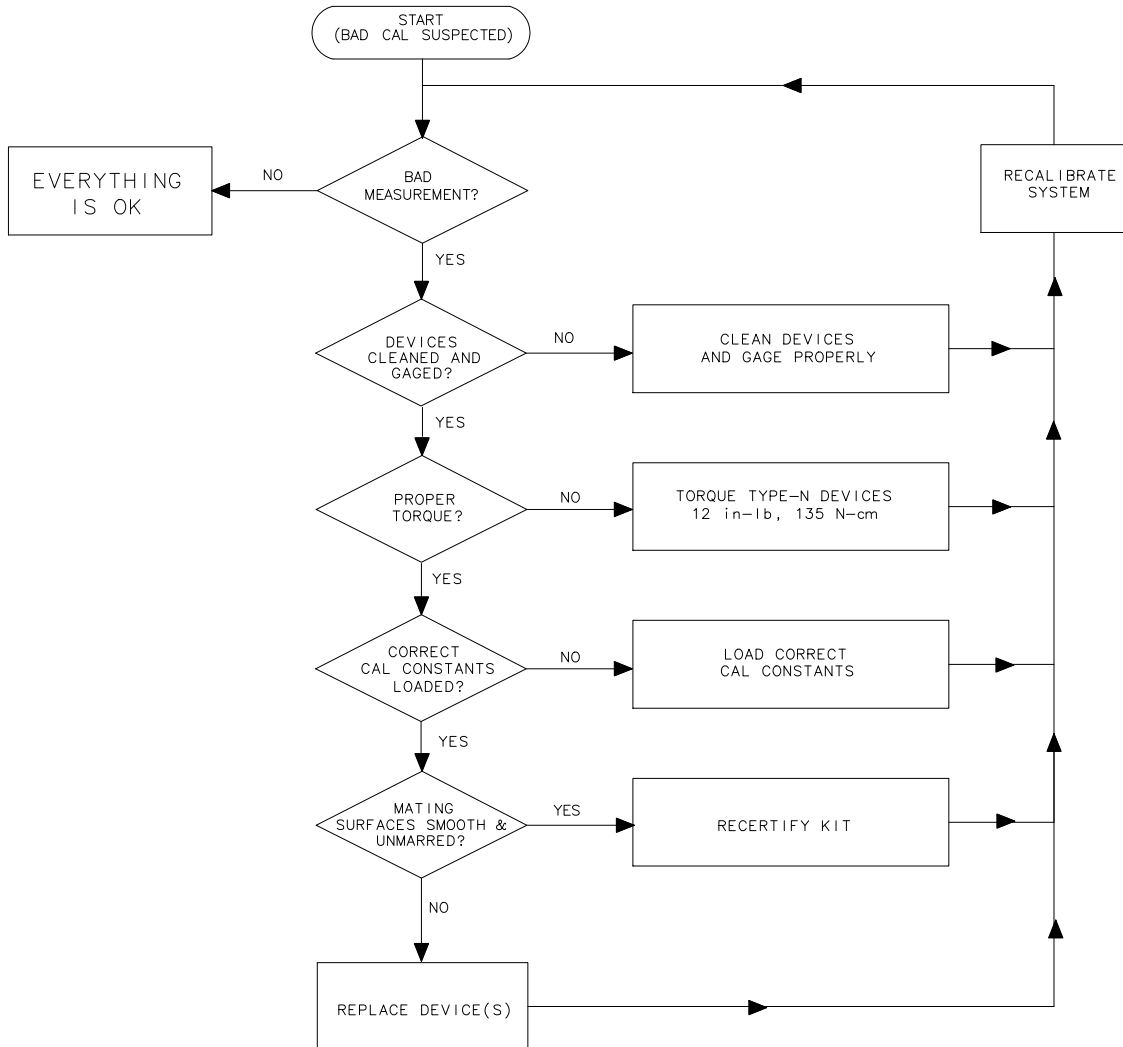 START
(BAD CAL SUSPECTED)
BAD
MEASUREMENT?
NO
EVERYTHING
IS OK
RECALIBRATE
SYSTEM
YES
DEVICES
CLEANED AND
GAGED?
NO
CLEAN DEVICES
AND GAGE PROPERLY
YES
PROPER
TORQUE?
NO
TORQUE TYPE-N DEVICES
12 in-lb, 135 N-cm
YES
CORRECT
CAL CONSTANTS
LOADED?
NO
LOAD CORRECT
CAL CONSTANTS
YES
MATING
SURFACES SMOOTH &
UNMARRED?
YES
RECERTIFY KIT
NO
REPLACE DEVICE(S)